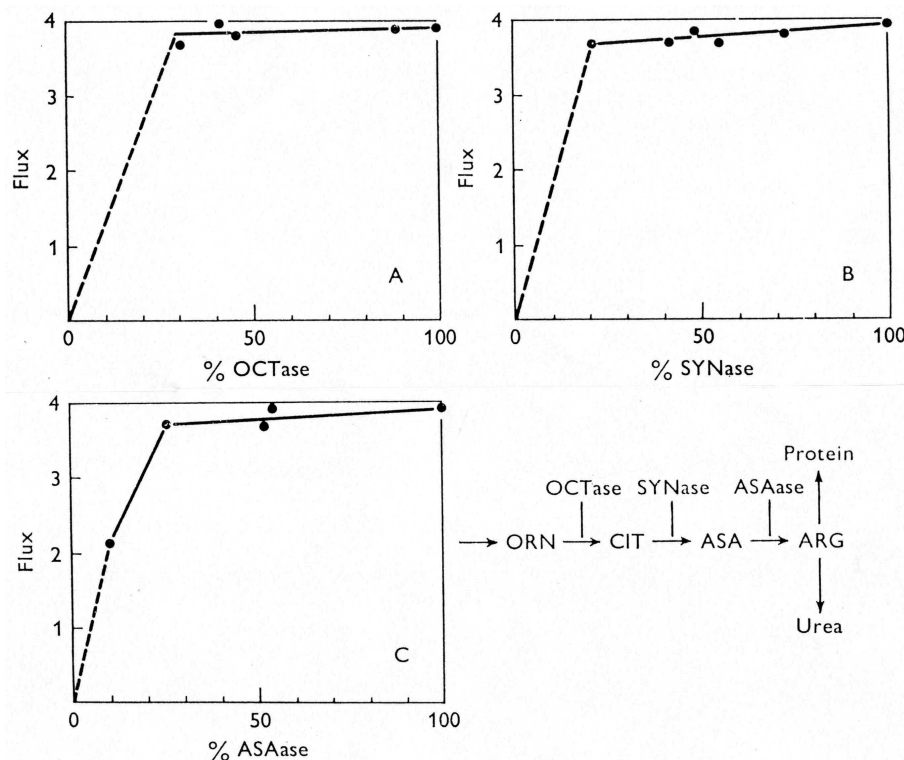 4
3
2
1
0
50
100
Flux
% OCTase
A
4
3
2
1
0
50
100
Flux
% SYNase
B
4
3
2
1
0
50
100
Flux
% ASAase
C
Protein
OCTase SYNase ASAase
ORN CIT ASA ARG
Urea